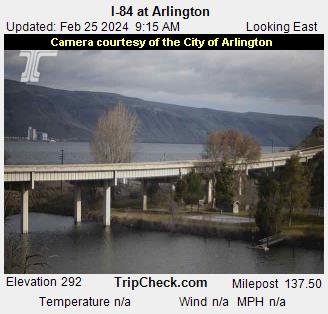 I-84 at Arlington
Updated: Feb 25 2024 9:15 AM Looking East
Camera courtesy of the City of Arlington
Elevation 292 TripCheck.com Milepost 137.50
Temperature n/a Wind n/a MPH n/a